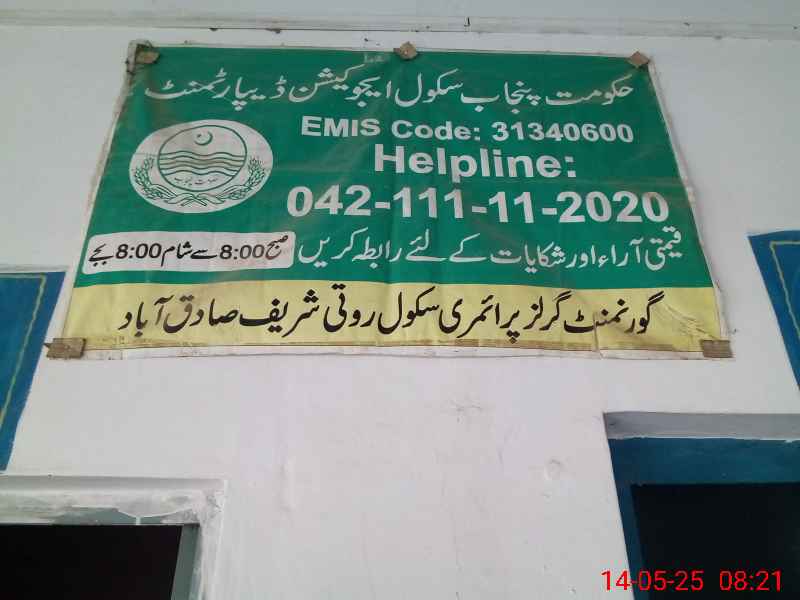 حکومت پنجاب سکول ایجوکیشن ڈیپارٹمنٹ
EMIS Code: 31340600
Helpline:
042-111-11-2020
قیمتی آراء اور شکایات کے لئے رابطہ کریں صبح 8:00 سے شام 8:00 بجے
گورنمنٹ گرلز پرائمری سکول روتی شریف صادق آباد
14-05-25 08:21